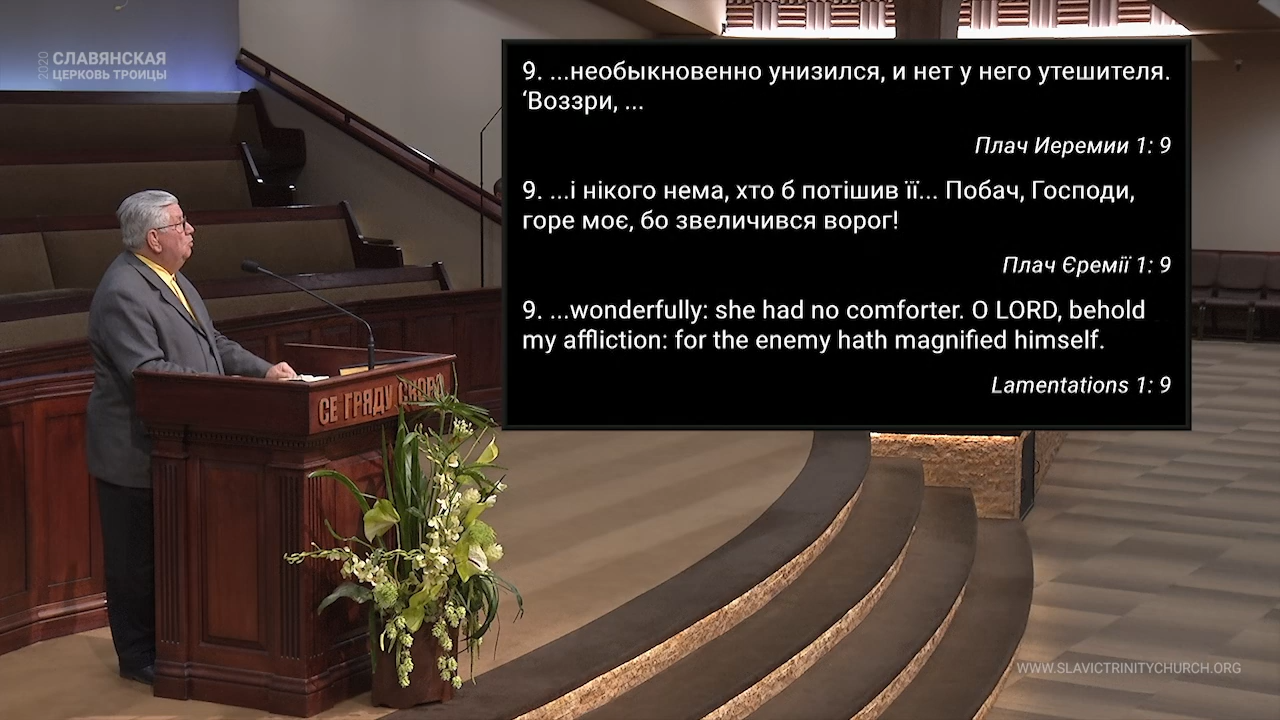 2020
СЛАВЯНСКАЯ
ЦЕРКОВЬ ТРОИЦЫ
9. ...необыкновенно унизился, и нет у него утешителя.
‘Воззри, ...
Плач Иеремии 1: 9
9. ...і нікого нема, хто б потішив її... Побач, Господи,
горе моє, бо звеличився ворог!
Плач Єремії 1: 9
9. ...wonderfully: she had no comforter. O LORD, behold
my affliction: for the enemy hath magnified himself.
Lamentations 1: 9
СЕ ГРЯДУ СКОРО
WWW.SLAVICTRINITYCHURCH.ORG